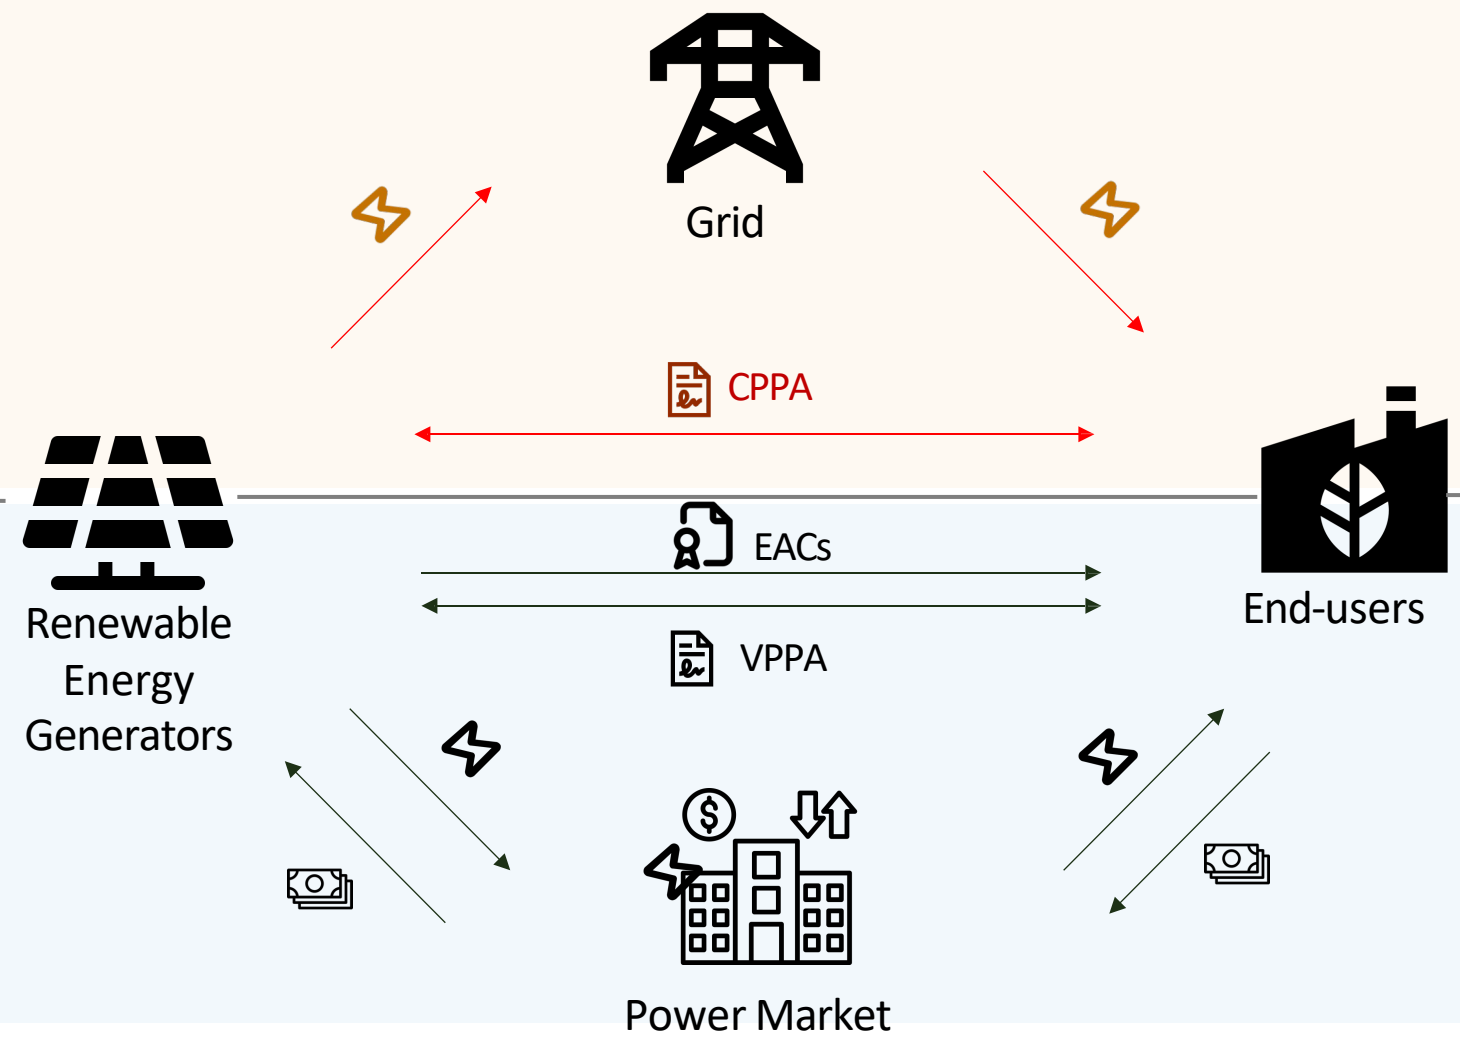 Grid
CPPA
EACs
VPPA
Renewable
Energy
Generators
End-users
$
Power Market